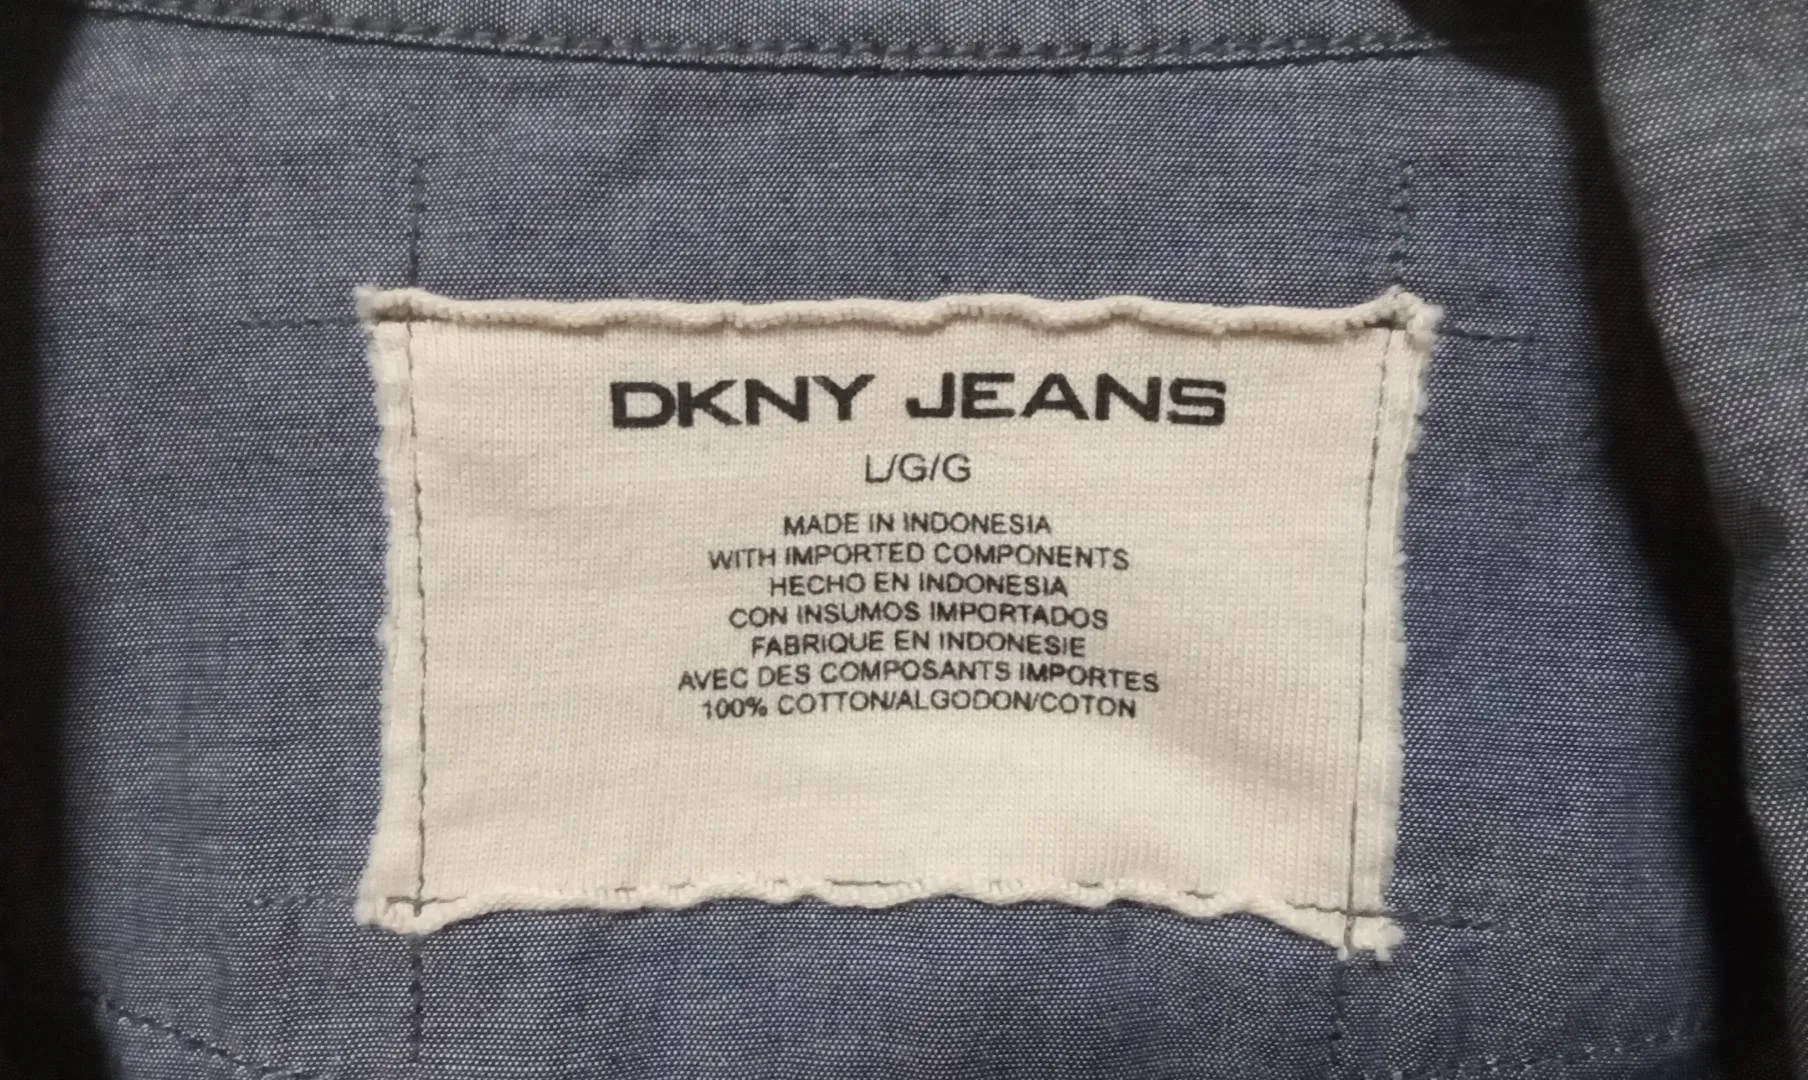 DKNY JEANS
L/G/G
MADE IN INDONESIA
WITH IMPORTED COMPONENTS
HECHO EN INDONESIA
CON INSUMOS IMPORTADOS
FABRIQUE EN INDONESIE
AVEC DES COMPOSANTS IMPORTES
100% COTTON/ALGODON/COTON